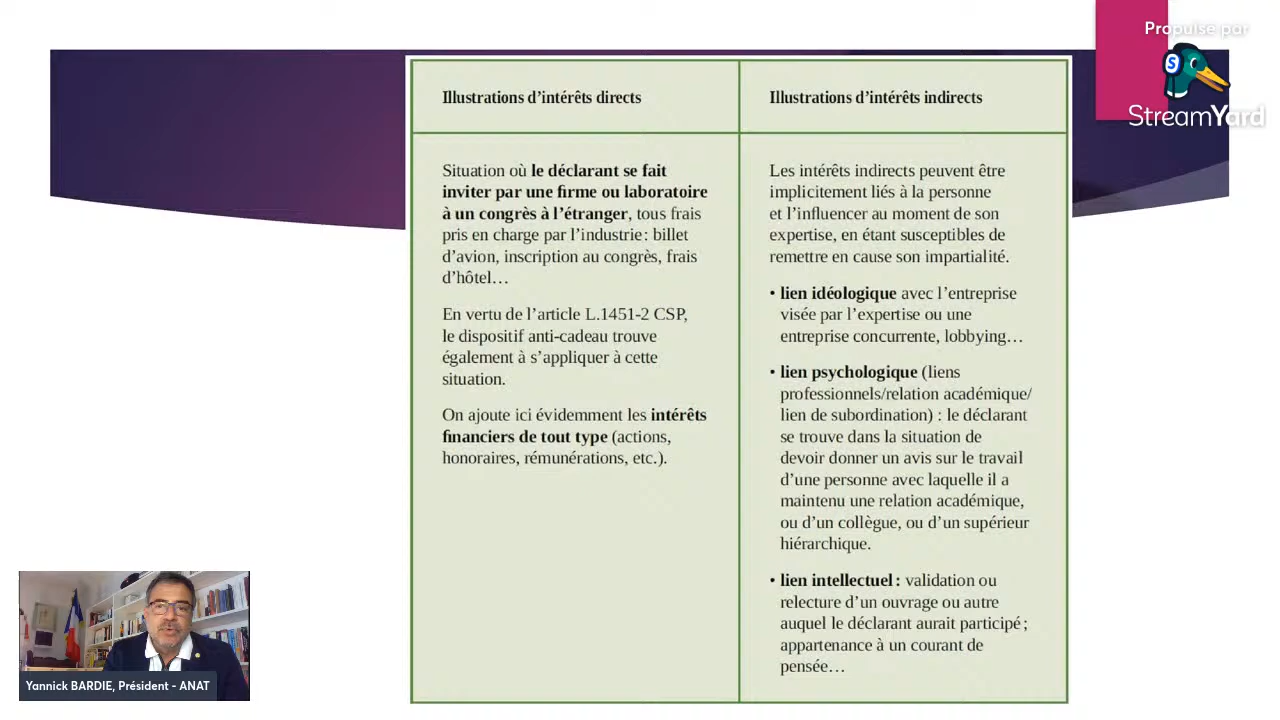 Propulsé par
StreamYard
Illustrations d’intérêts directs
Illustrations d’intérêts indirects
Situation où le déclarant se fait
inviter par une firme ou laboratoire
à un congrès à l’étranger, tous frais
pris en charge par l’industrie : billet
d’avion, inscription au congrès, frais
d’hôtel…
En vertu de l’article L.1451-2 CSP,
le dispositif anti-cadeau trouve
également à s’appliquer à cette
situation.
On ajoute ici évidemment les intérêts
financiers de tout type (actions,
honoraires, rémunérations, etc.).
Les intérêts indirects peuvent être
implicitement liés à la personne
et l’influencer au moment de son
expertise, en étant susceptibles de
remettre en cause son impartialité.
• lien idéologique avec l’entreprise
visée par l’expertise ou une
entreprise concurrente, lobbying…
• lien psychologique (liens
professionnels/relation académique/
lien de subordination) : le déclarant
se trouve dans la situation de
devoir donner un avis sur le travail
d’une personne avec laquelle il a
maintenu une relation académique,
ou d’un collègue, ou d’un supérieur
hiérarchique.
• lien intellectuel : validation ou
relecture d’un ouvrage ou autre
auquel le déclarant aurait participé ;
appartenance à un courant de
pensée…
Yannick BARDIE, Président - ANAT